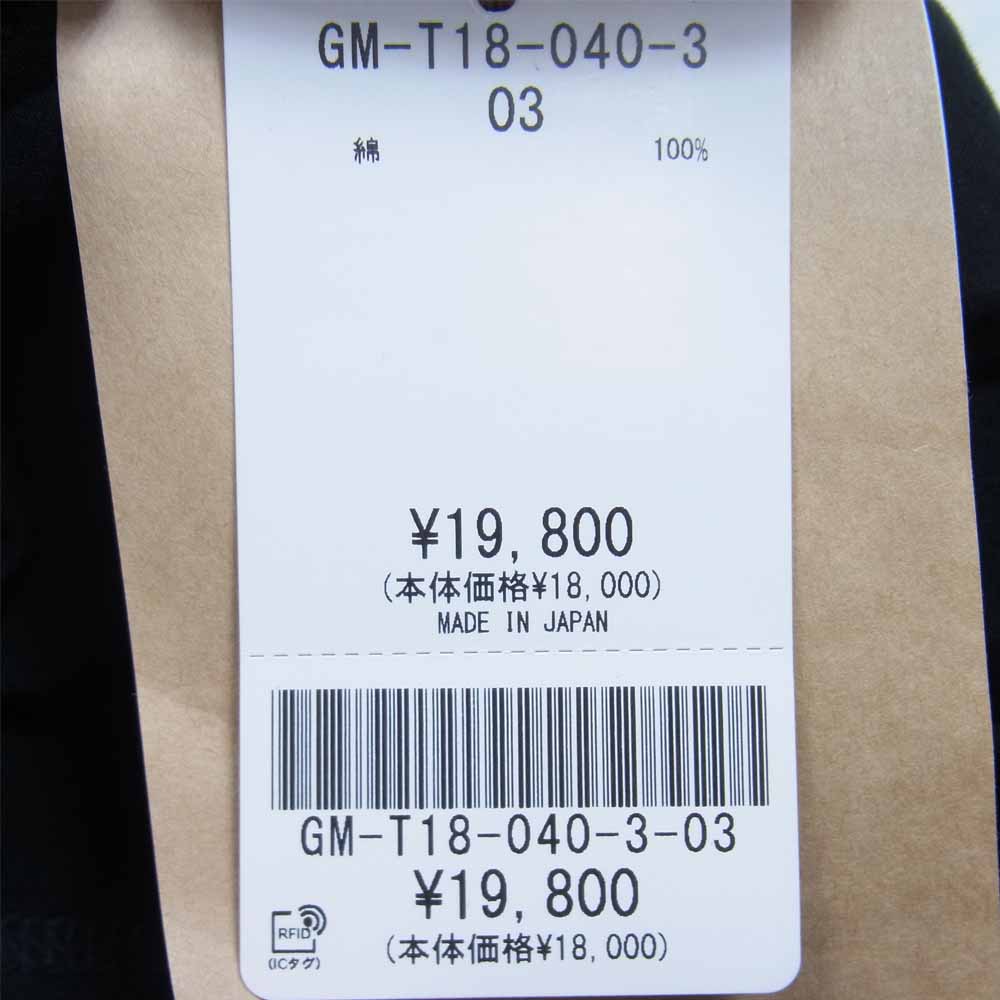 GM-T18-040-3
03
綿 100%
¥19,800
(本体価格¥18,000)
MADE IN JAPAN
GM-T18-040-3-03
¥19,800
RFID
(ICタグ)
(本体価格¥18,000)